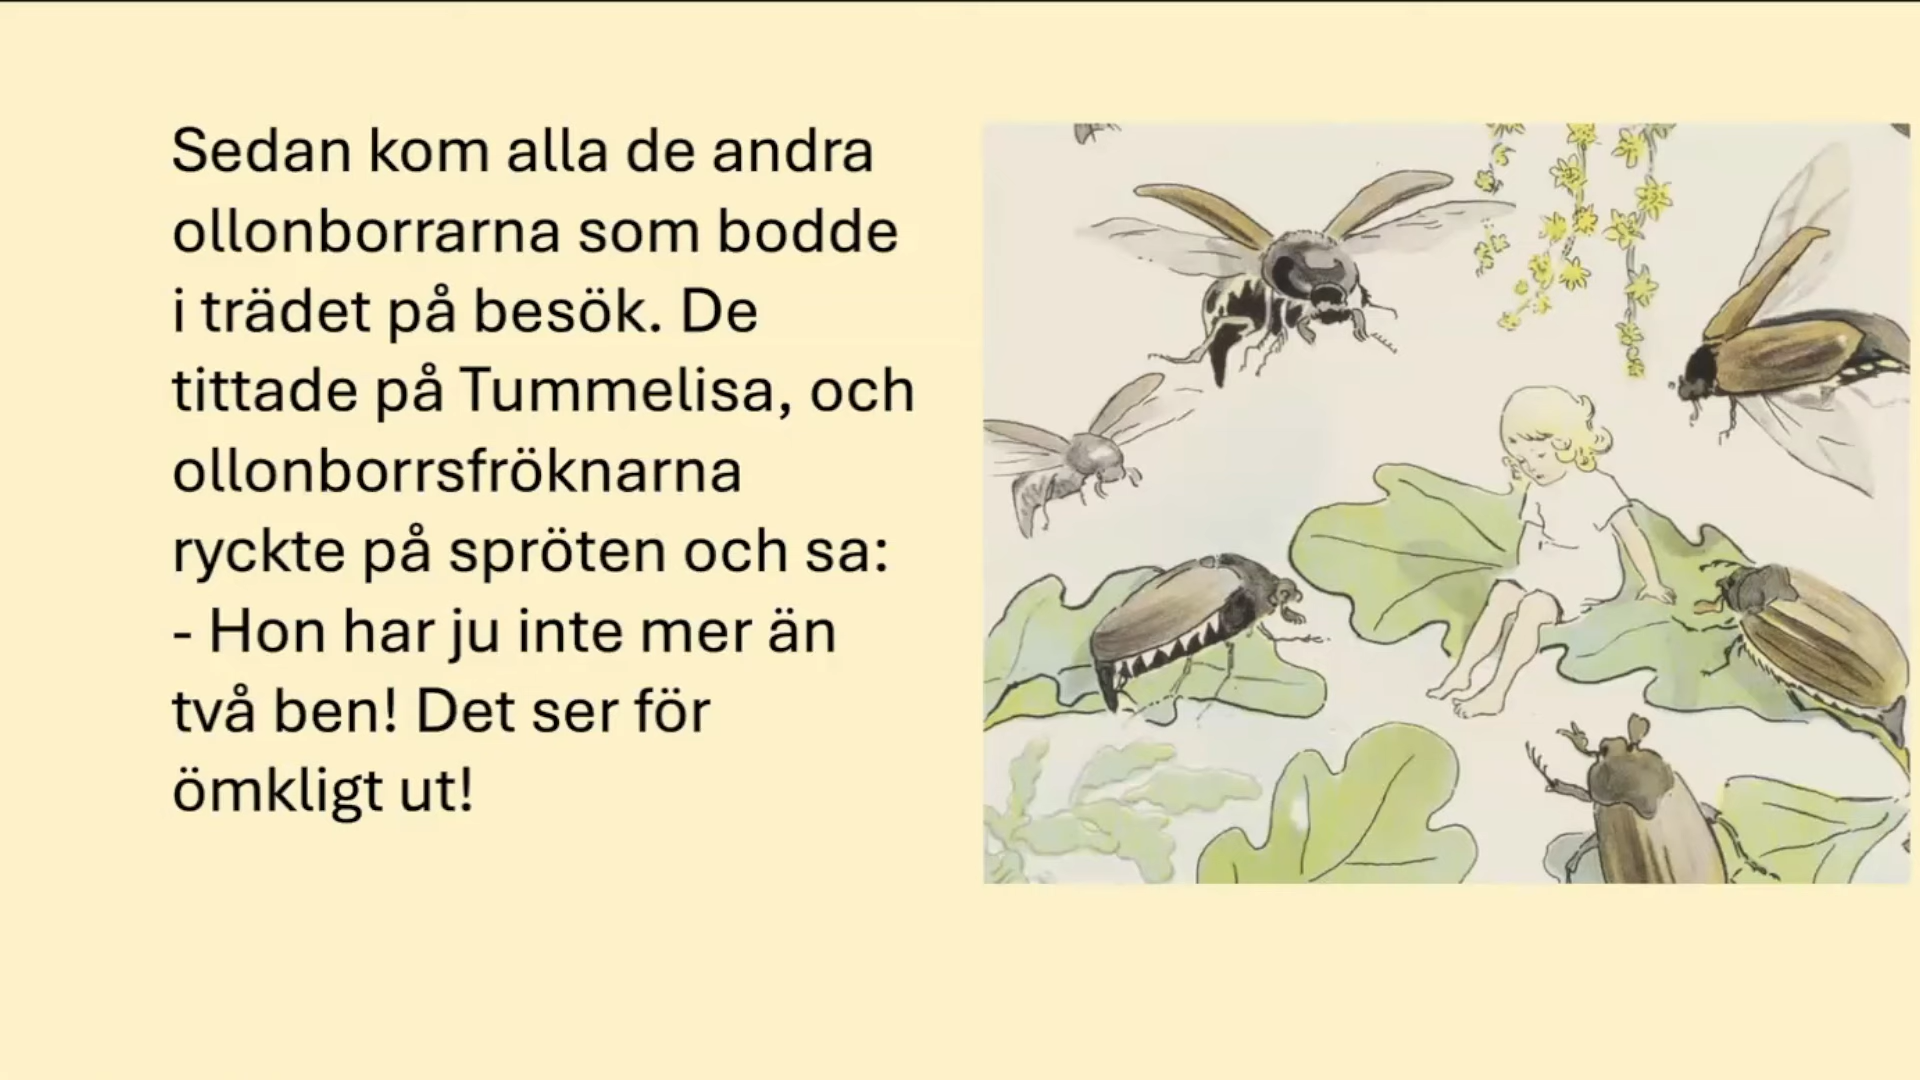 Sedan kom alla de andra
ollonborrarna som bodde
i trädet på besök. De
tittade på Tummelisa, och
ollonborrsfröknarna
ryckte på spröten och sa:
- Hon har ju inte mer än
två ben! Det ser för
ömkligt ut!